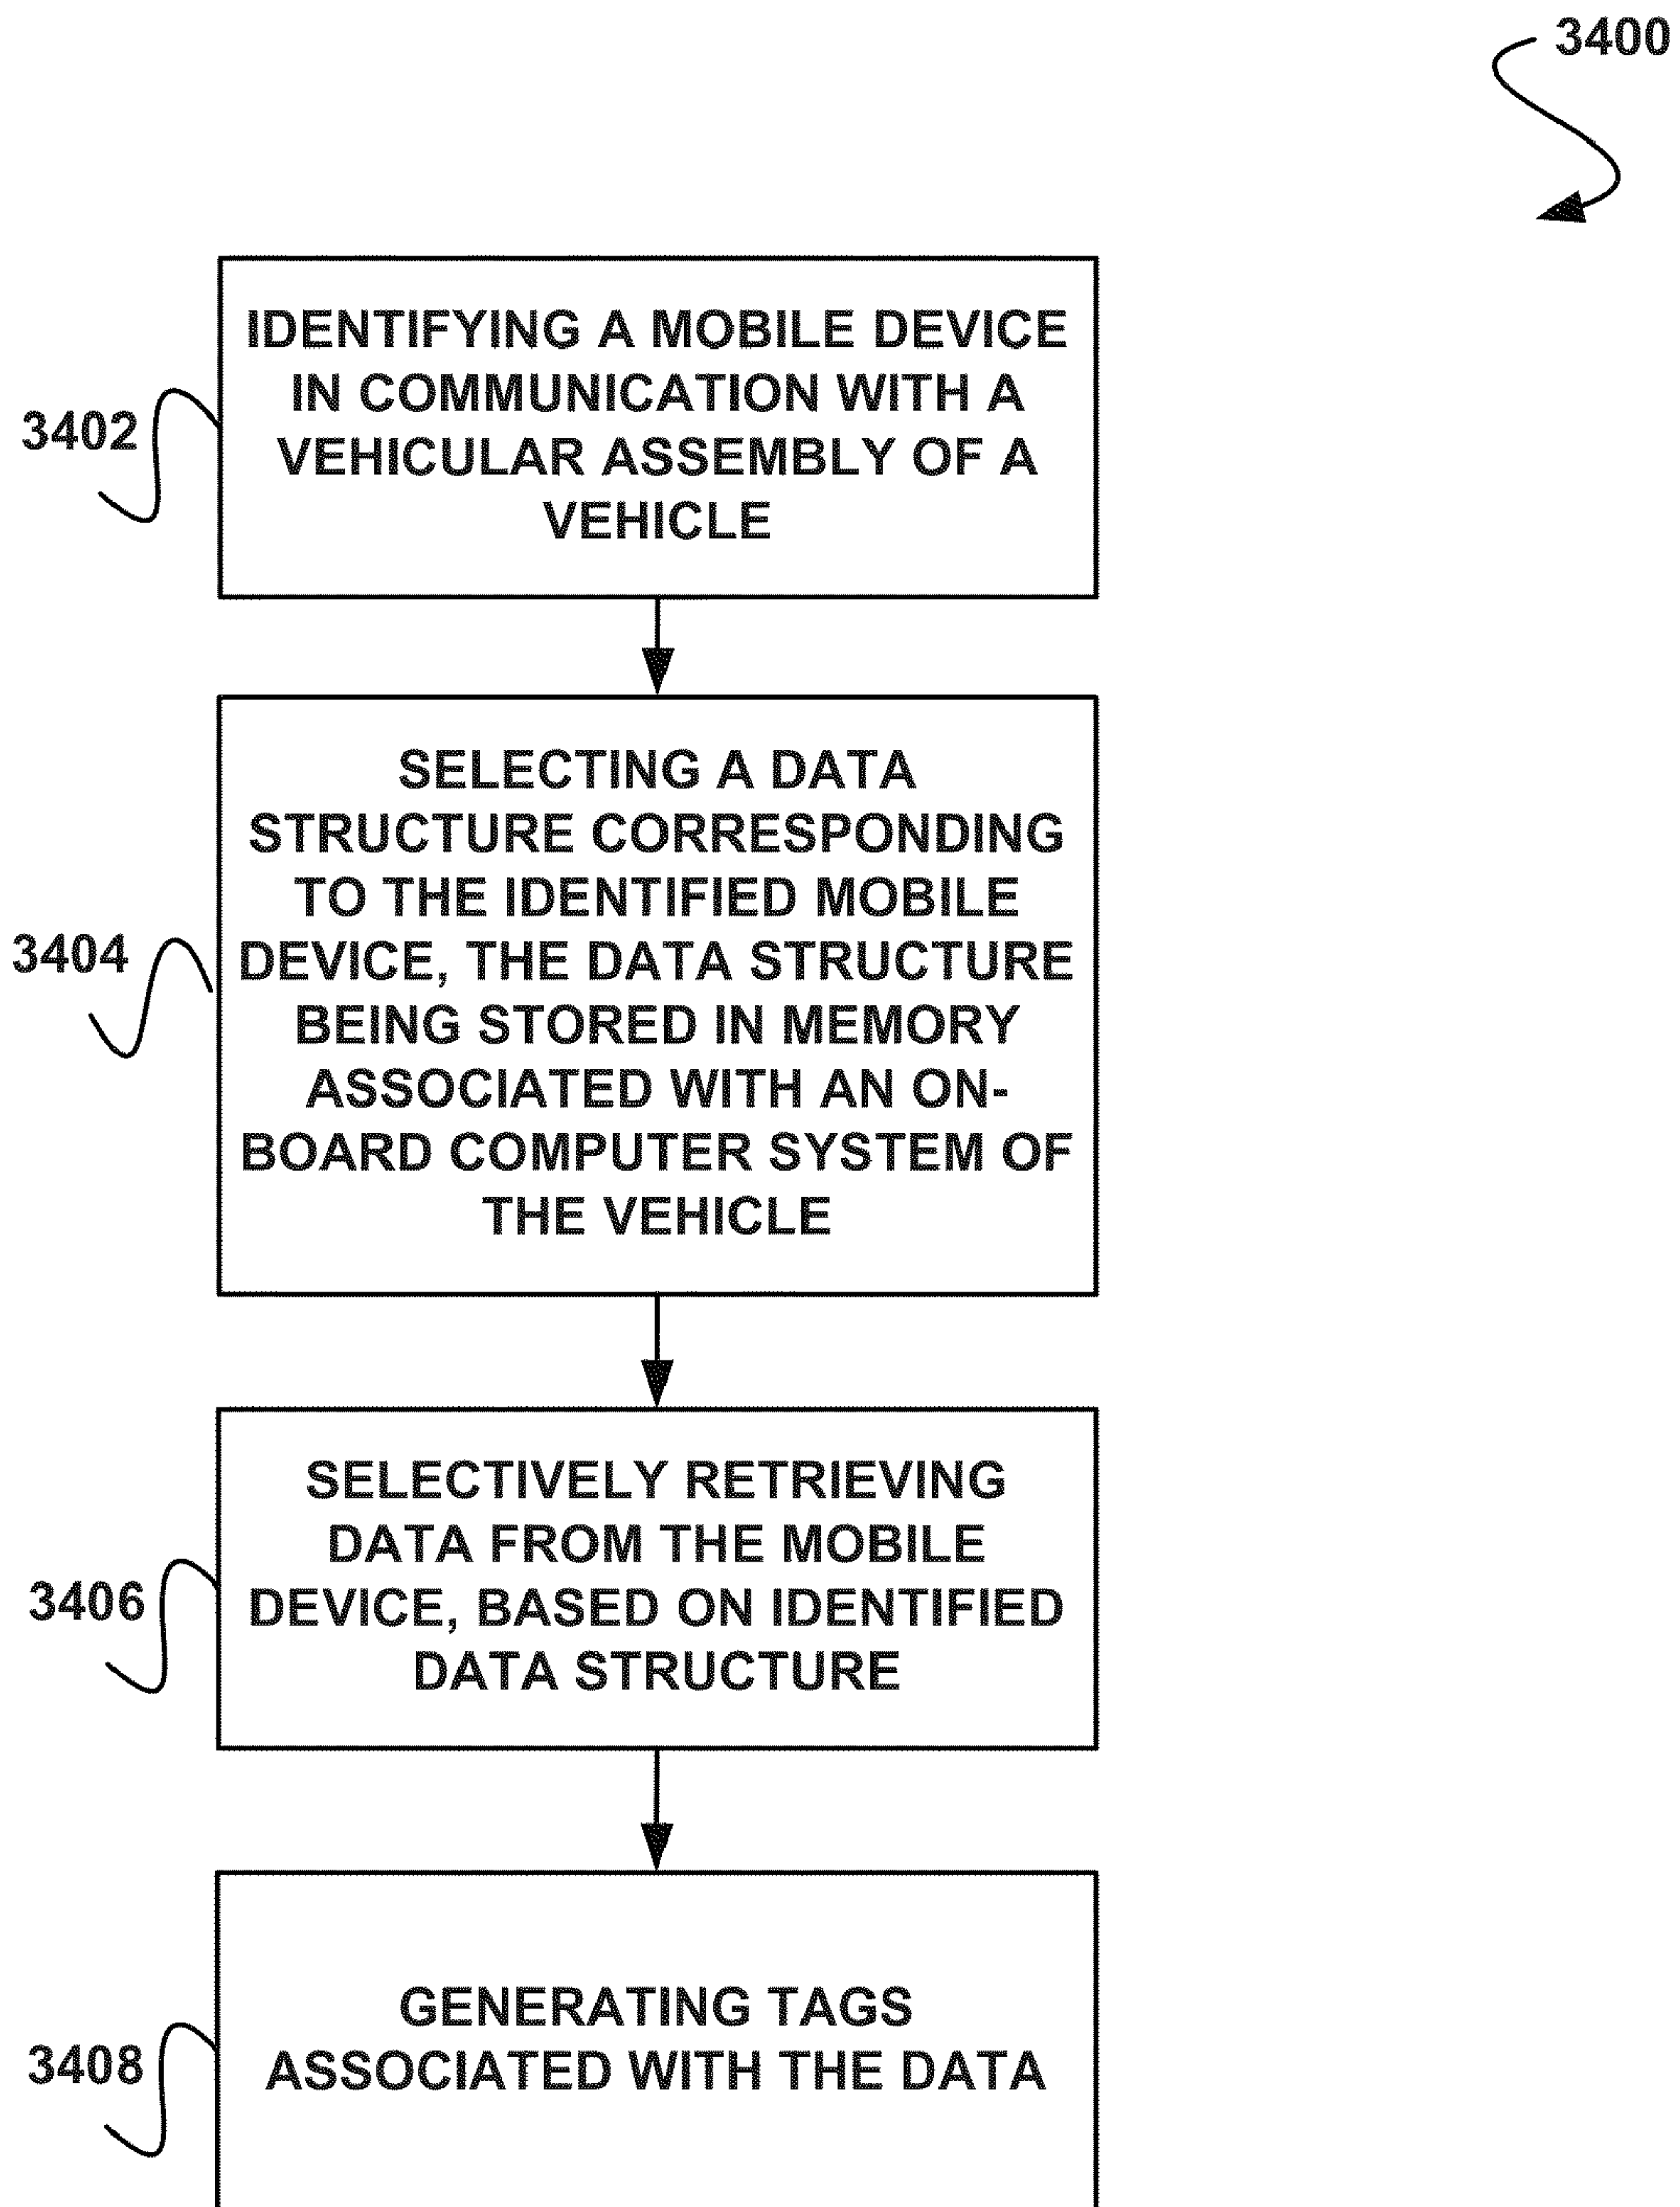 3400
IDENTIFYING A MOBILE DEVICE
IN COMMUNICATION WITH A
VEHICULAR ASSEMBLY OF A
VEHICLE
3402
SELECTING A DATA
STRUCTURE CORRESPONDING
TO THE IDENTIFIED MOBILE
DEVICE, THE DATA STRUCTURE
BEING STORED IN MEMORY
ASSOCIATED WITH AN ON-
BOARD COMPUTER SYSTEM OF
THE VEHICLE
3404
SELECTIVELY RETRIEVING
DATA FROM THE MOBILE
DEVICE, BASED ON IDENTIFIED
DATA STRUCTURE
3406
GENERATING TAGS
ASSOCIATED WITH THE DATA
3408